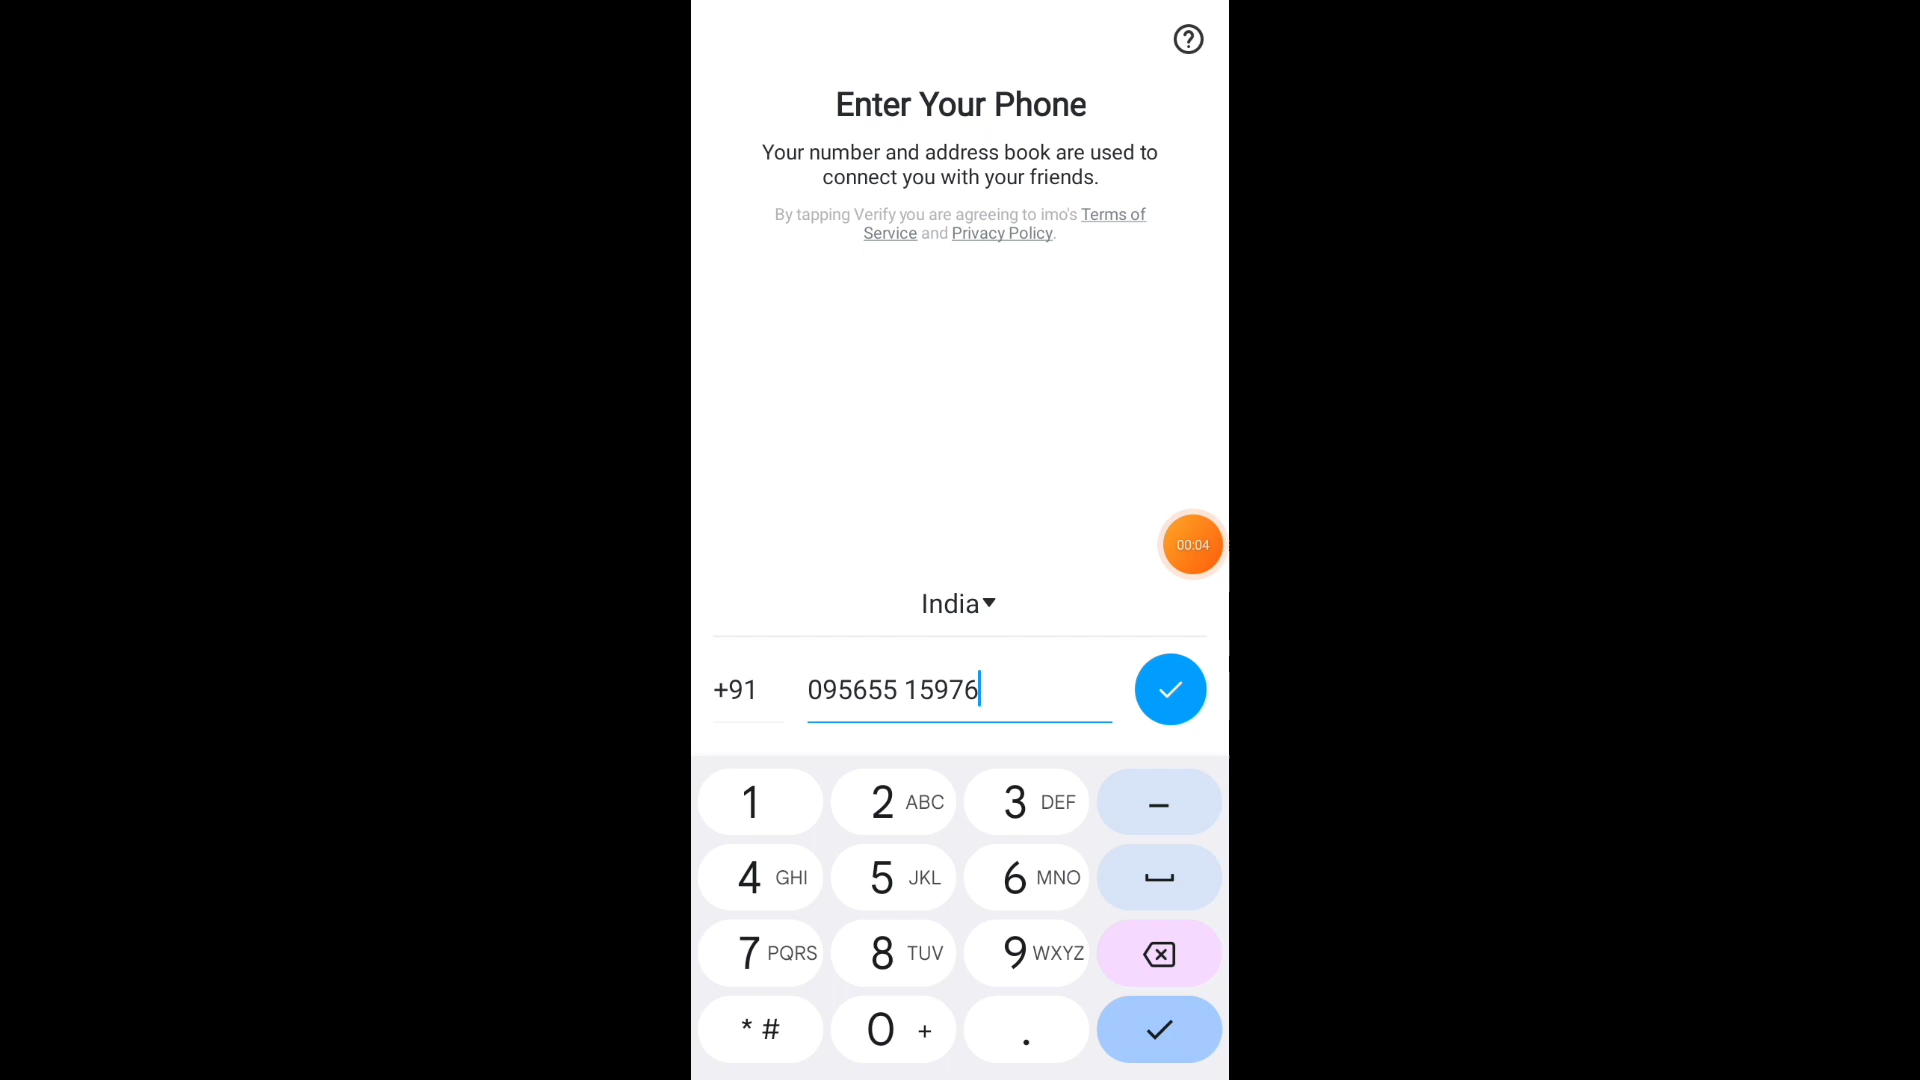 Enter Your Phone
Your number and address book are used to
connect you with your friends.
By tapping Verify you are agreeing to imo's Terms of
Service and Privacy Policy.
00:04
India
+91 095655 15976
1 2 ABC 3 DEF –
4 GHI 5 JKL 6 MNO
7 PQRS 8 TUV 9 WXYZ
* # 0 + .